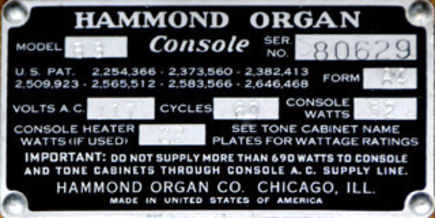 HAMMOND ORGAN
MODEL B3 Console SER. NO. 80629
U.S. PAT. 2,254,366 - 2,373,560 - 2,382,413
2,509,923 - 2,565,512 - 2,583,566 - 2,646,468
FORM
VOLTS A.C. 117 CYCLES 60 CONSOLE WATTS
CONSOLE HEATER WATTS (IF USED) SEE TONE CABINET NAME PLATES FOR WATTAGE RATINGS
IMPORTANT: DO NOT SUPPLY MORE THAN 690 WATTS TO CONSOLE
AND TONE CABINETS THROUGH CONSOLE A.C. SUPPLY LINE.
HAMMOND ORGAN CO. CHICAGO, ILL.
MADE IN UNITED STATES OF AMERICA